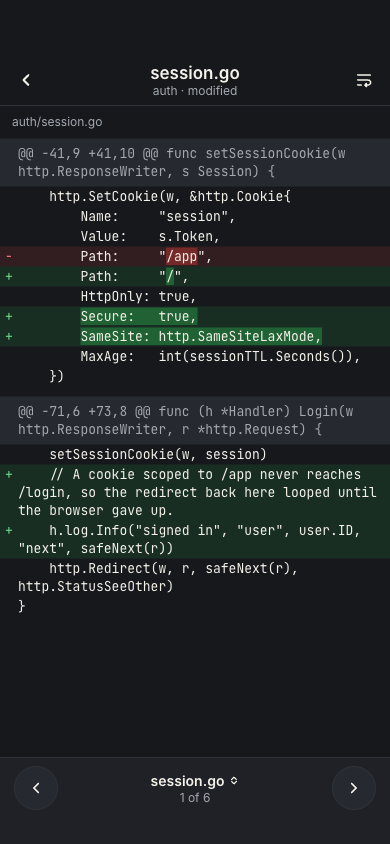 session.go
auth · modified
auth/session.go
@@ -41,9 +41,10 @@ func setSessionCookie(w
http.ResponseWriter, s Session) {
    http.SetCookie(w, &http.Cookie{
        Name:     "session",
        Value:    s.Token,
-        Path:     "/app",
+        Path:     "/",
        HttpOnly: true,
+        Secure:   true,
+        SameSite: http.SameSiteLaxMode,
        MaxAge:   int(sessionTTL.Seconds()),
    })
@@ -71,6 +73,8 @@ func (h *Handler) Login(w
http.ResponseWriter, r *http.Request) {
    setSessionCookie(w, session)
+    // A cookie scoped to /app never reaches
/login, so the redirect back here looped until
the browser gave up.
+    h.log.Info("signed in", "user", user.ID,
"next", safeNext(r))
    http.Redirect(w, r, safeNext(r),
http.StatusSeeOther)
}
session.go
1 of 6